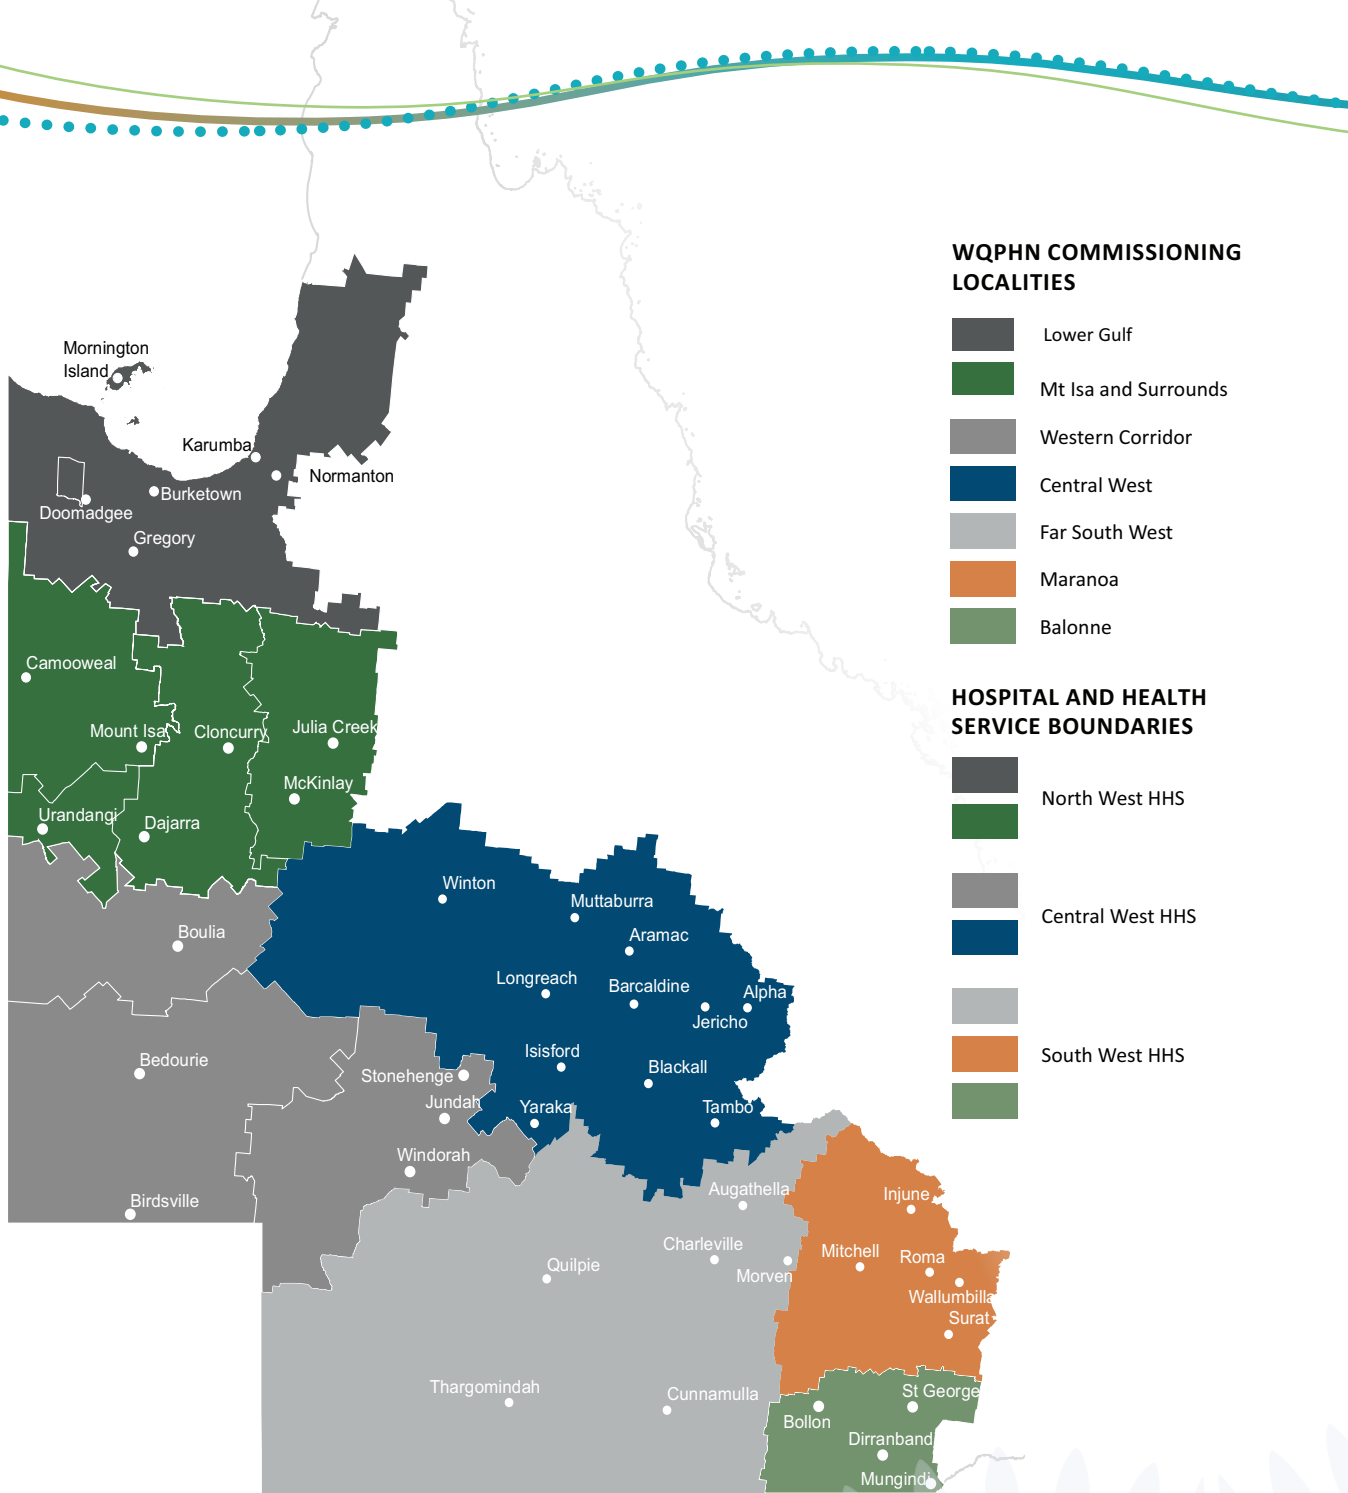 WQPHN COMMISSIONING
LOCALITIES
Lower Gulf
Mt Isa and Surrounds
Western Corridor
Central West
Far South West
Maranoa
Balonne
HOSPITAL AND HEALTH
SERVICE BOUNDARIES
North West HHS
Central West HHS
South West HHS
Mornington
Island
Karumba
Normanton
Burketown
Doomadgee
Gregory
Camooweal
Mount Isa
Cloncurry
Julia Creek
McKinlay
Urandangi
Dajarra
Winton
Muttaburra
Boulia
Aramac
Longreach
Barcaldine
Alpha
Jericho
Isisford
Bedourie
Blackall
Stonehenge
Jundah
Yaraka
Tambo
Windorah
Augathella
Injune
Birdsville
Charleville
Mitchell
Roma
Quilpie
Morven
Wallumbilla
Surat
Thargomindah
Cunnamulla
St George
Bollon
Dirranband
Mungindi